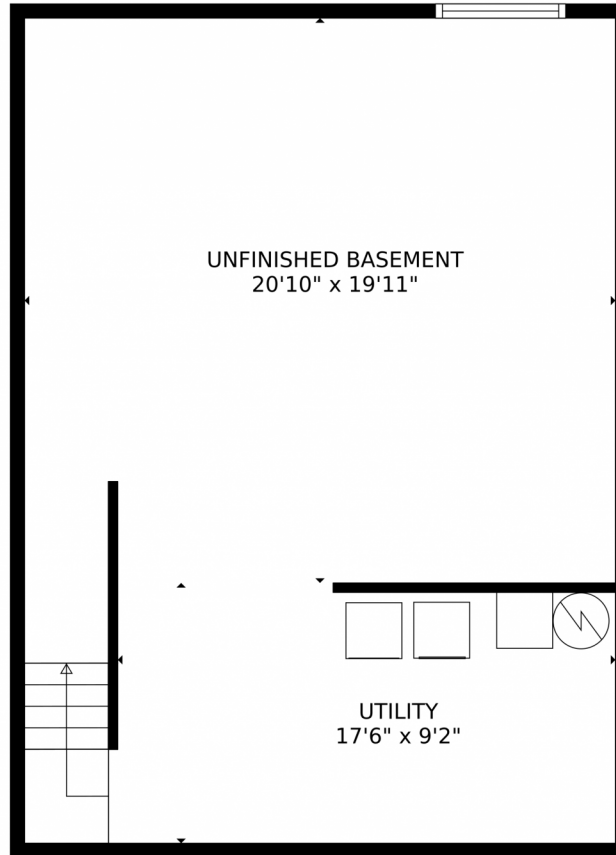 UNFINISHED BASEMENT
20'10" x 19'11"
UTILITY
17'6" x 9'2"